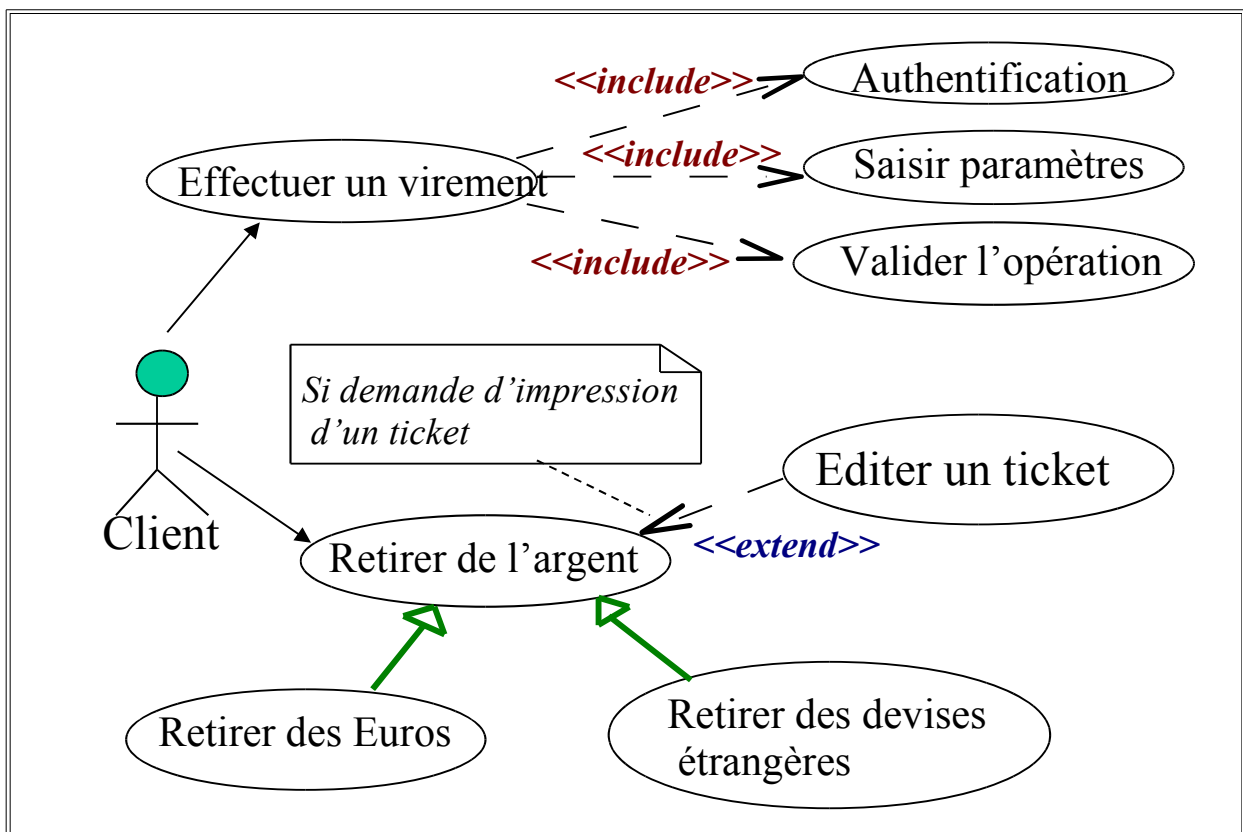 <<include>>
Authentification
<<include>>
Saisir paramètres
Effectuer un virement
<<include>>
Valider l’opération
Si demande d’impression
d’un ticket
Editer un ticket
Client
<<extend>>
Retirer de l’argent
Retirer des Euros
Retirer des devises
étrangères